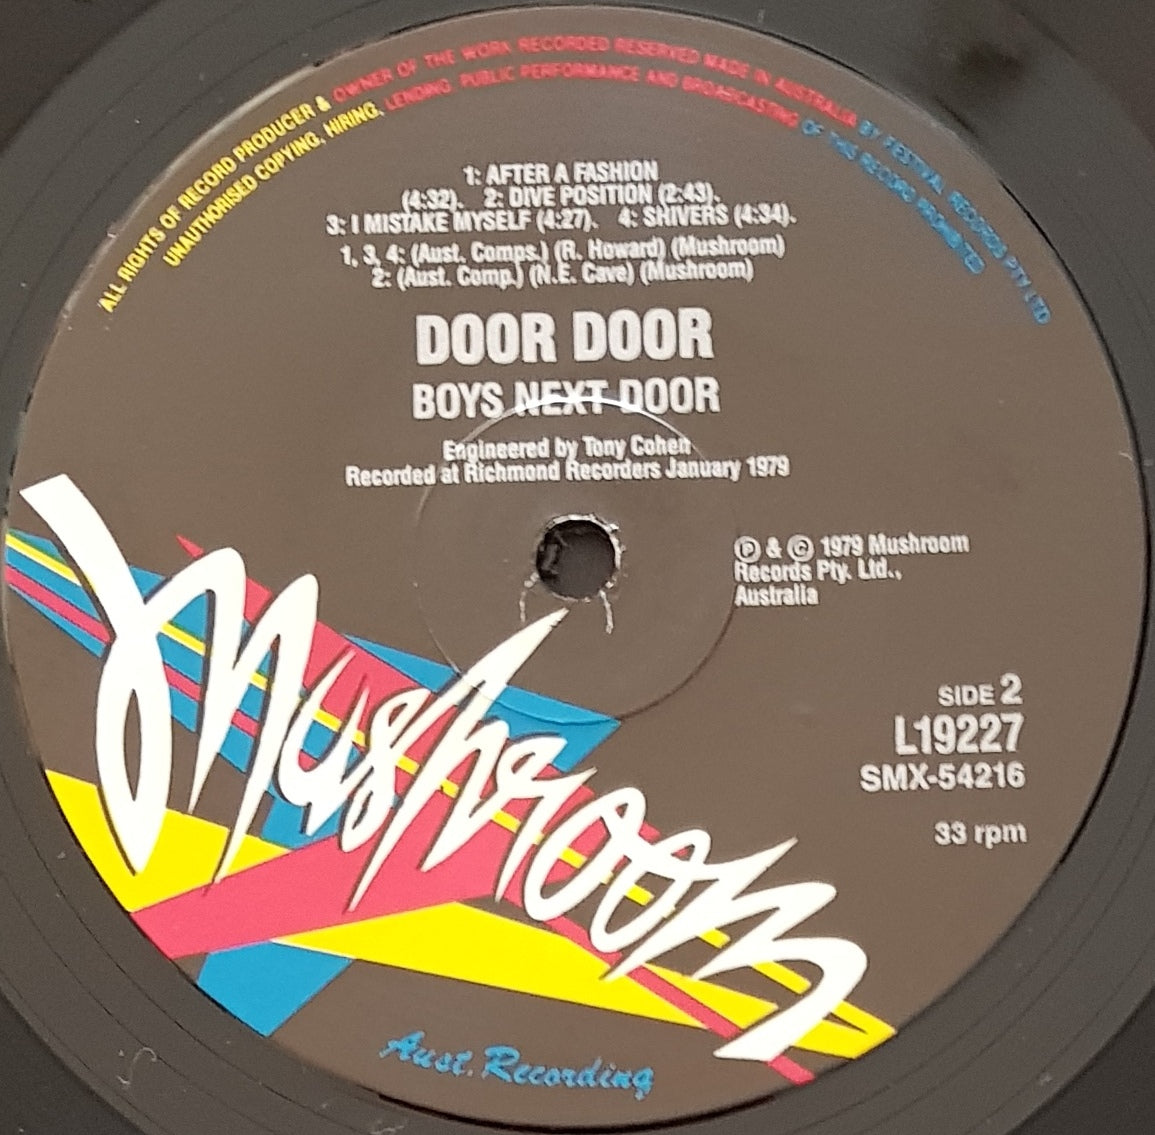 ALL RIGHTS OF RECORD PRODUCER & OWNER OF THE WORK RECORDED RESERVED MADE IN AUSTRALIA BY FESTIVAL RECORDS PTY LTD
UNAUTHORISED COPYING, HIRING, LENDING PUBLIC PERFORMANCE AND BROADCASTING OF THE RECORD PROHIBITED
1: AFTER A FASHION
(4:32). 2: DIVE POSITION (2:43).
3: I MISTAKE MYSELF (4:27). 4: SHIVERS (4:34).
1, 3, 4: (Aust. Comps.) (R. Howard) (Mushroom)
2: (Aust. Comp.) (N.E. Cave) (Mushroom)
DOOR DOOR
BOYS NEXT DOOR
Engineered by Tony Cohen
Recorded at Richmond Recorders January 1979
Ⓟ & © 1979 Mushroom
Records Pty. Ltd.,
Australia
SIDE 2
L19227
SMX-54216
33 rpm
Mushroom
Aust. Recording